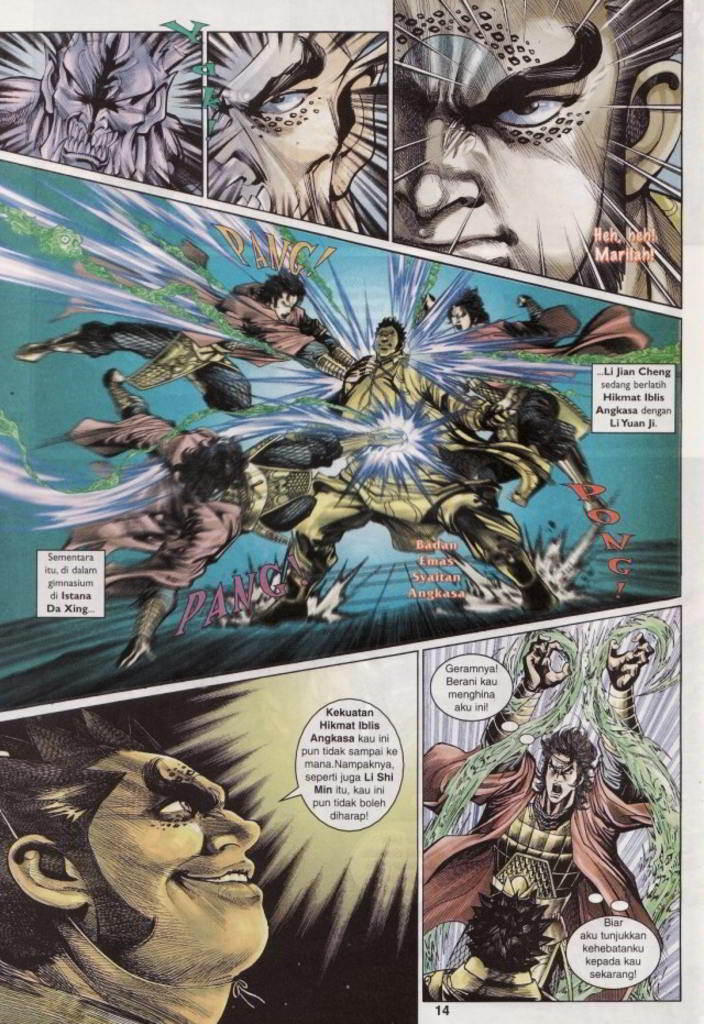 Yaki
Heh, heh!
Marilah!
PANG!
...Li Jian Cheng
sedang berlatih
Hikmat Iblis
Angkasa dengan
Li Yuan Ji.
PONG!
Sementara
itu, di dalam
gimnasium
di Istana
Da Xing...
PANG!
Badan
Emas
Syaitan
Angkasa
Kekuatan
Hikmat Iblis
Angkasa kau ini
pun tidak sampai ke
mana.Nampaknya,
seperti juga Li Shi
Min itu, kau ini
pun tidak boleh
diharap!
Geramnya!
Berani kau
menghina
aku ini!
Biar
aku tunjukkan
kehebatanku
kepada kau
sekarang!
14